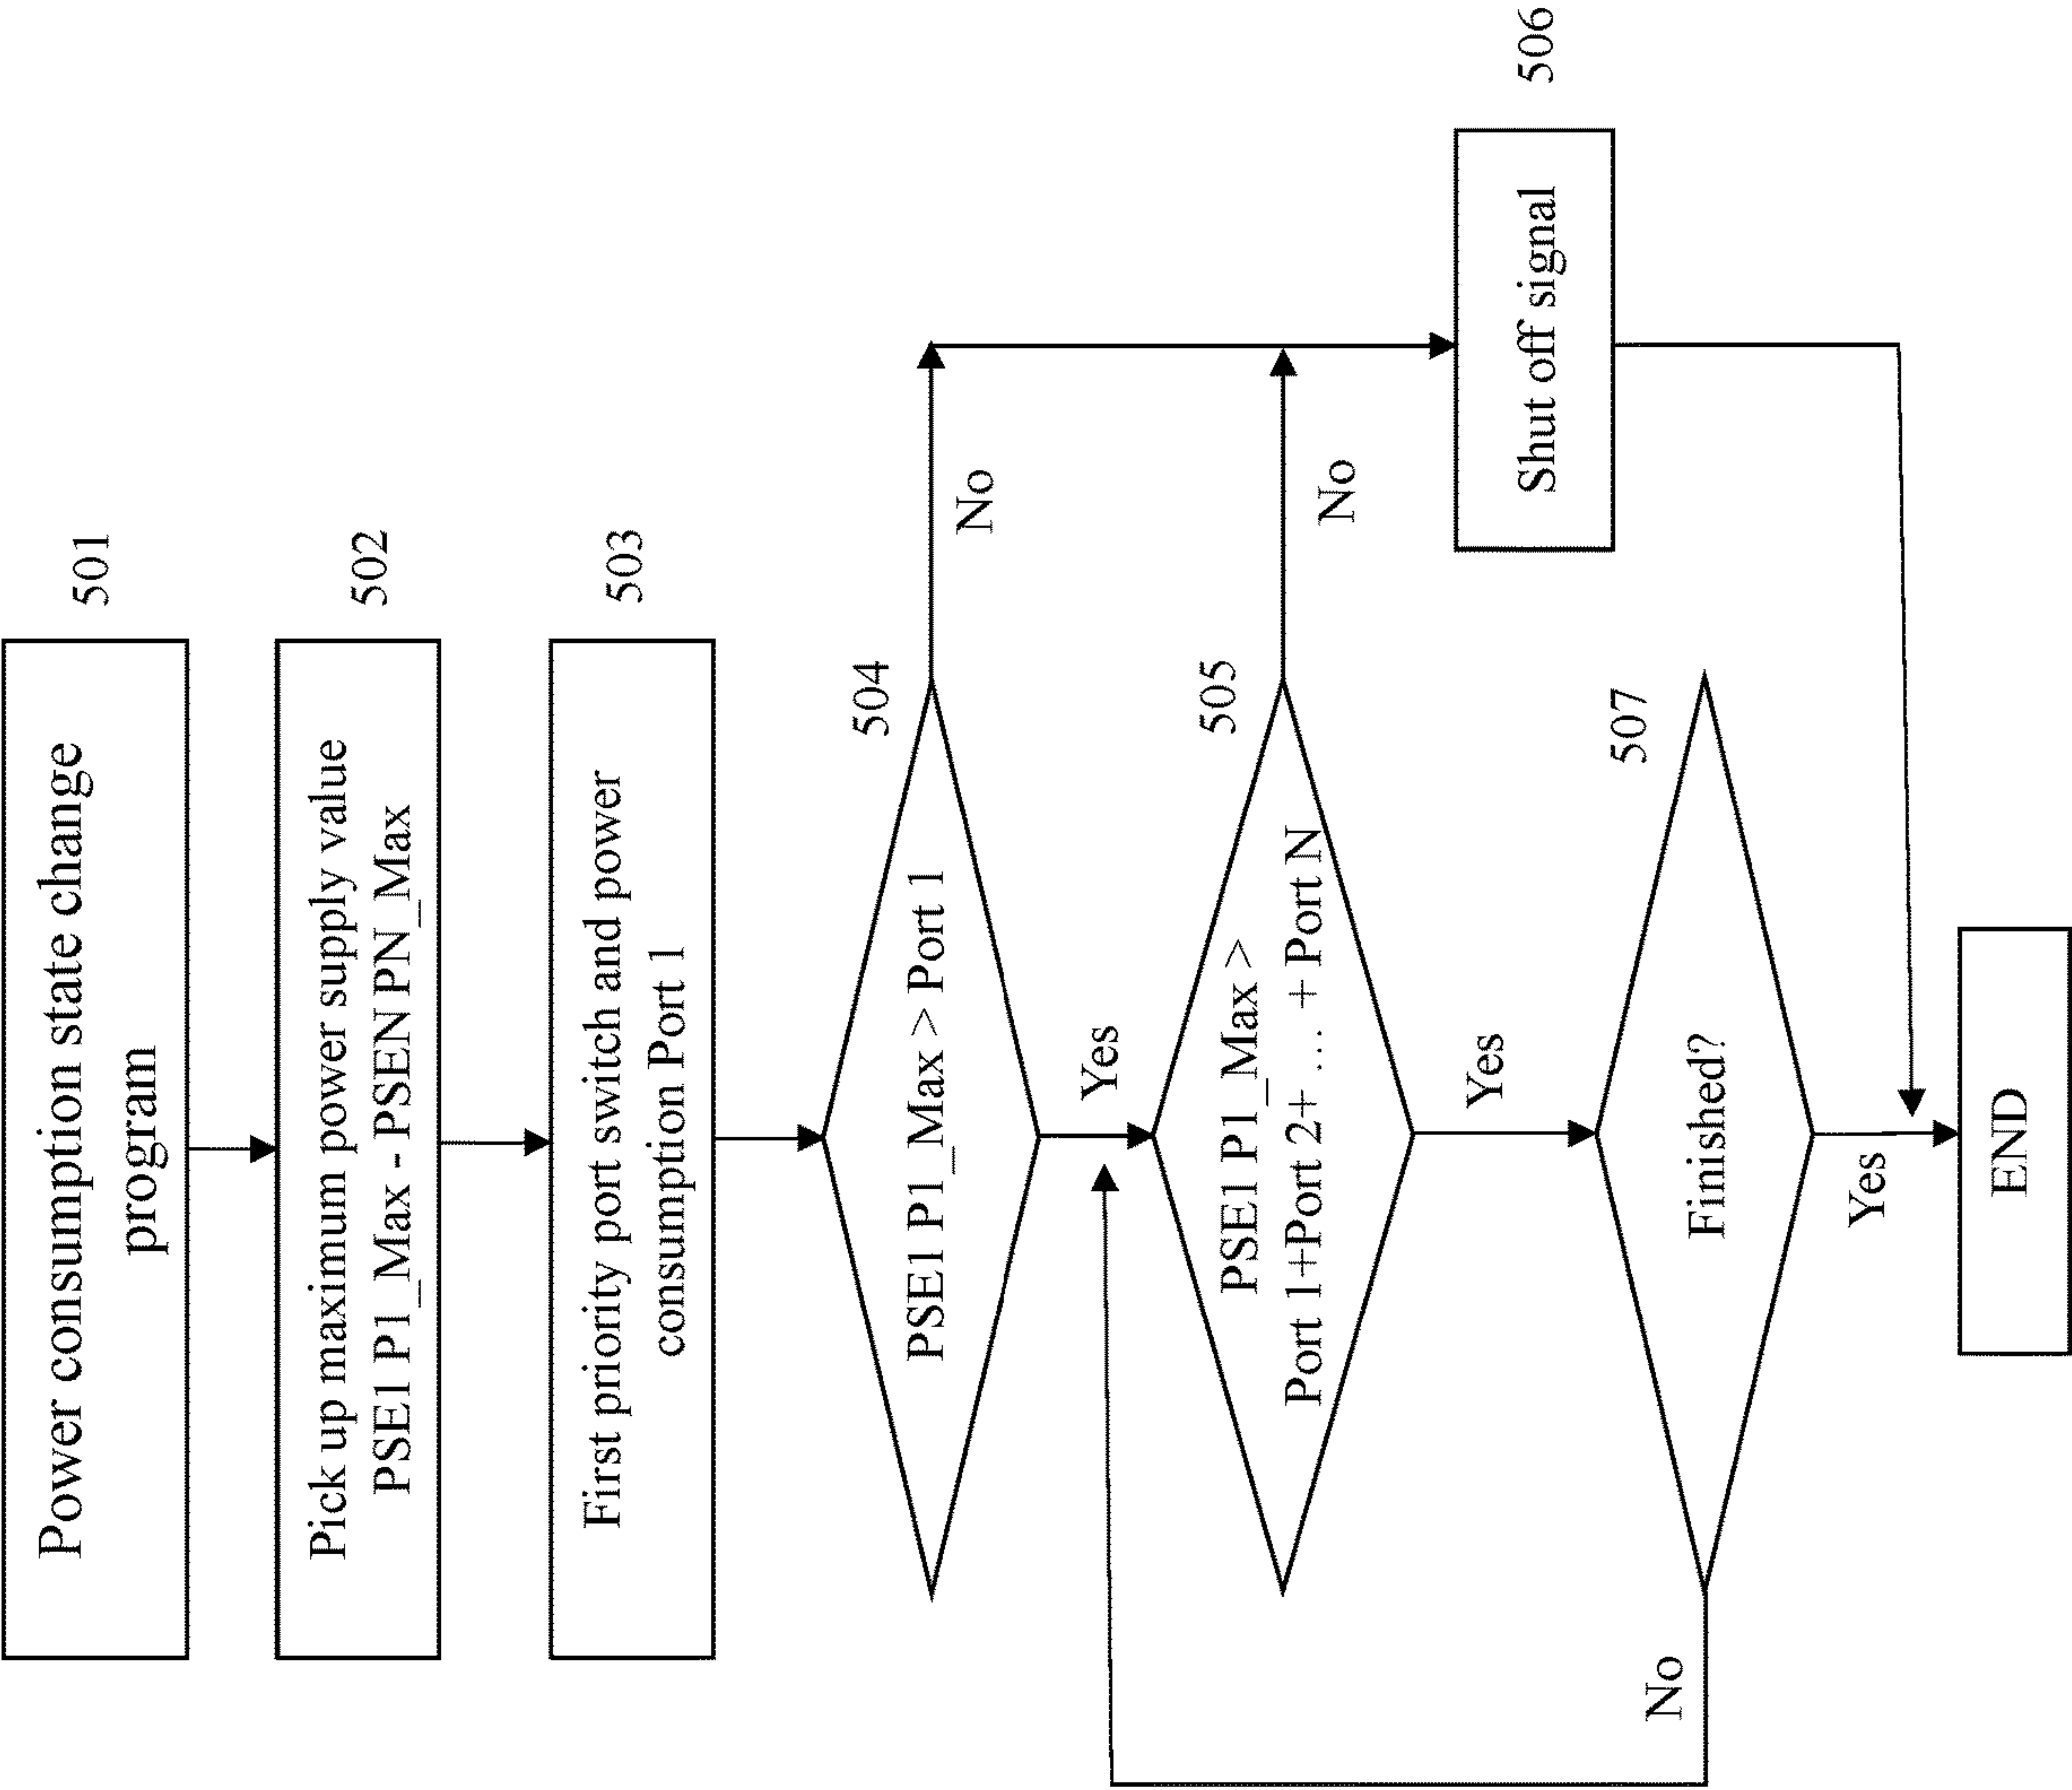 Power consumption state change
program
501
Pick up maximum power supply value
PSE1 P1_Max - PSEN PN_Max
502
First priority port switch and power
consumption Port 1
503
504
PSE1 P1_Max > Port 1
No
Yes
505
PSE1 P1_Max >
Port 1+Port 2+ … + Port N
No
Yes
506
Shut off signal
507
Finished?
No
Yes
END